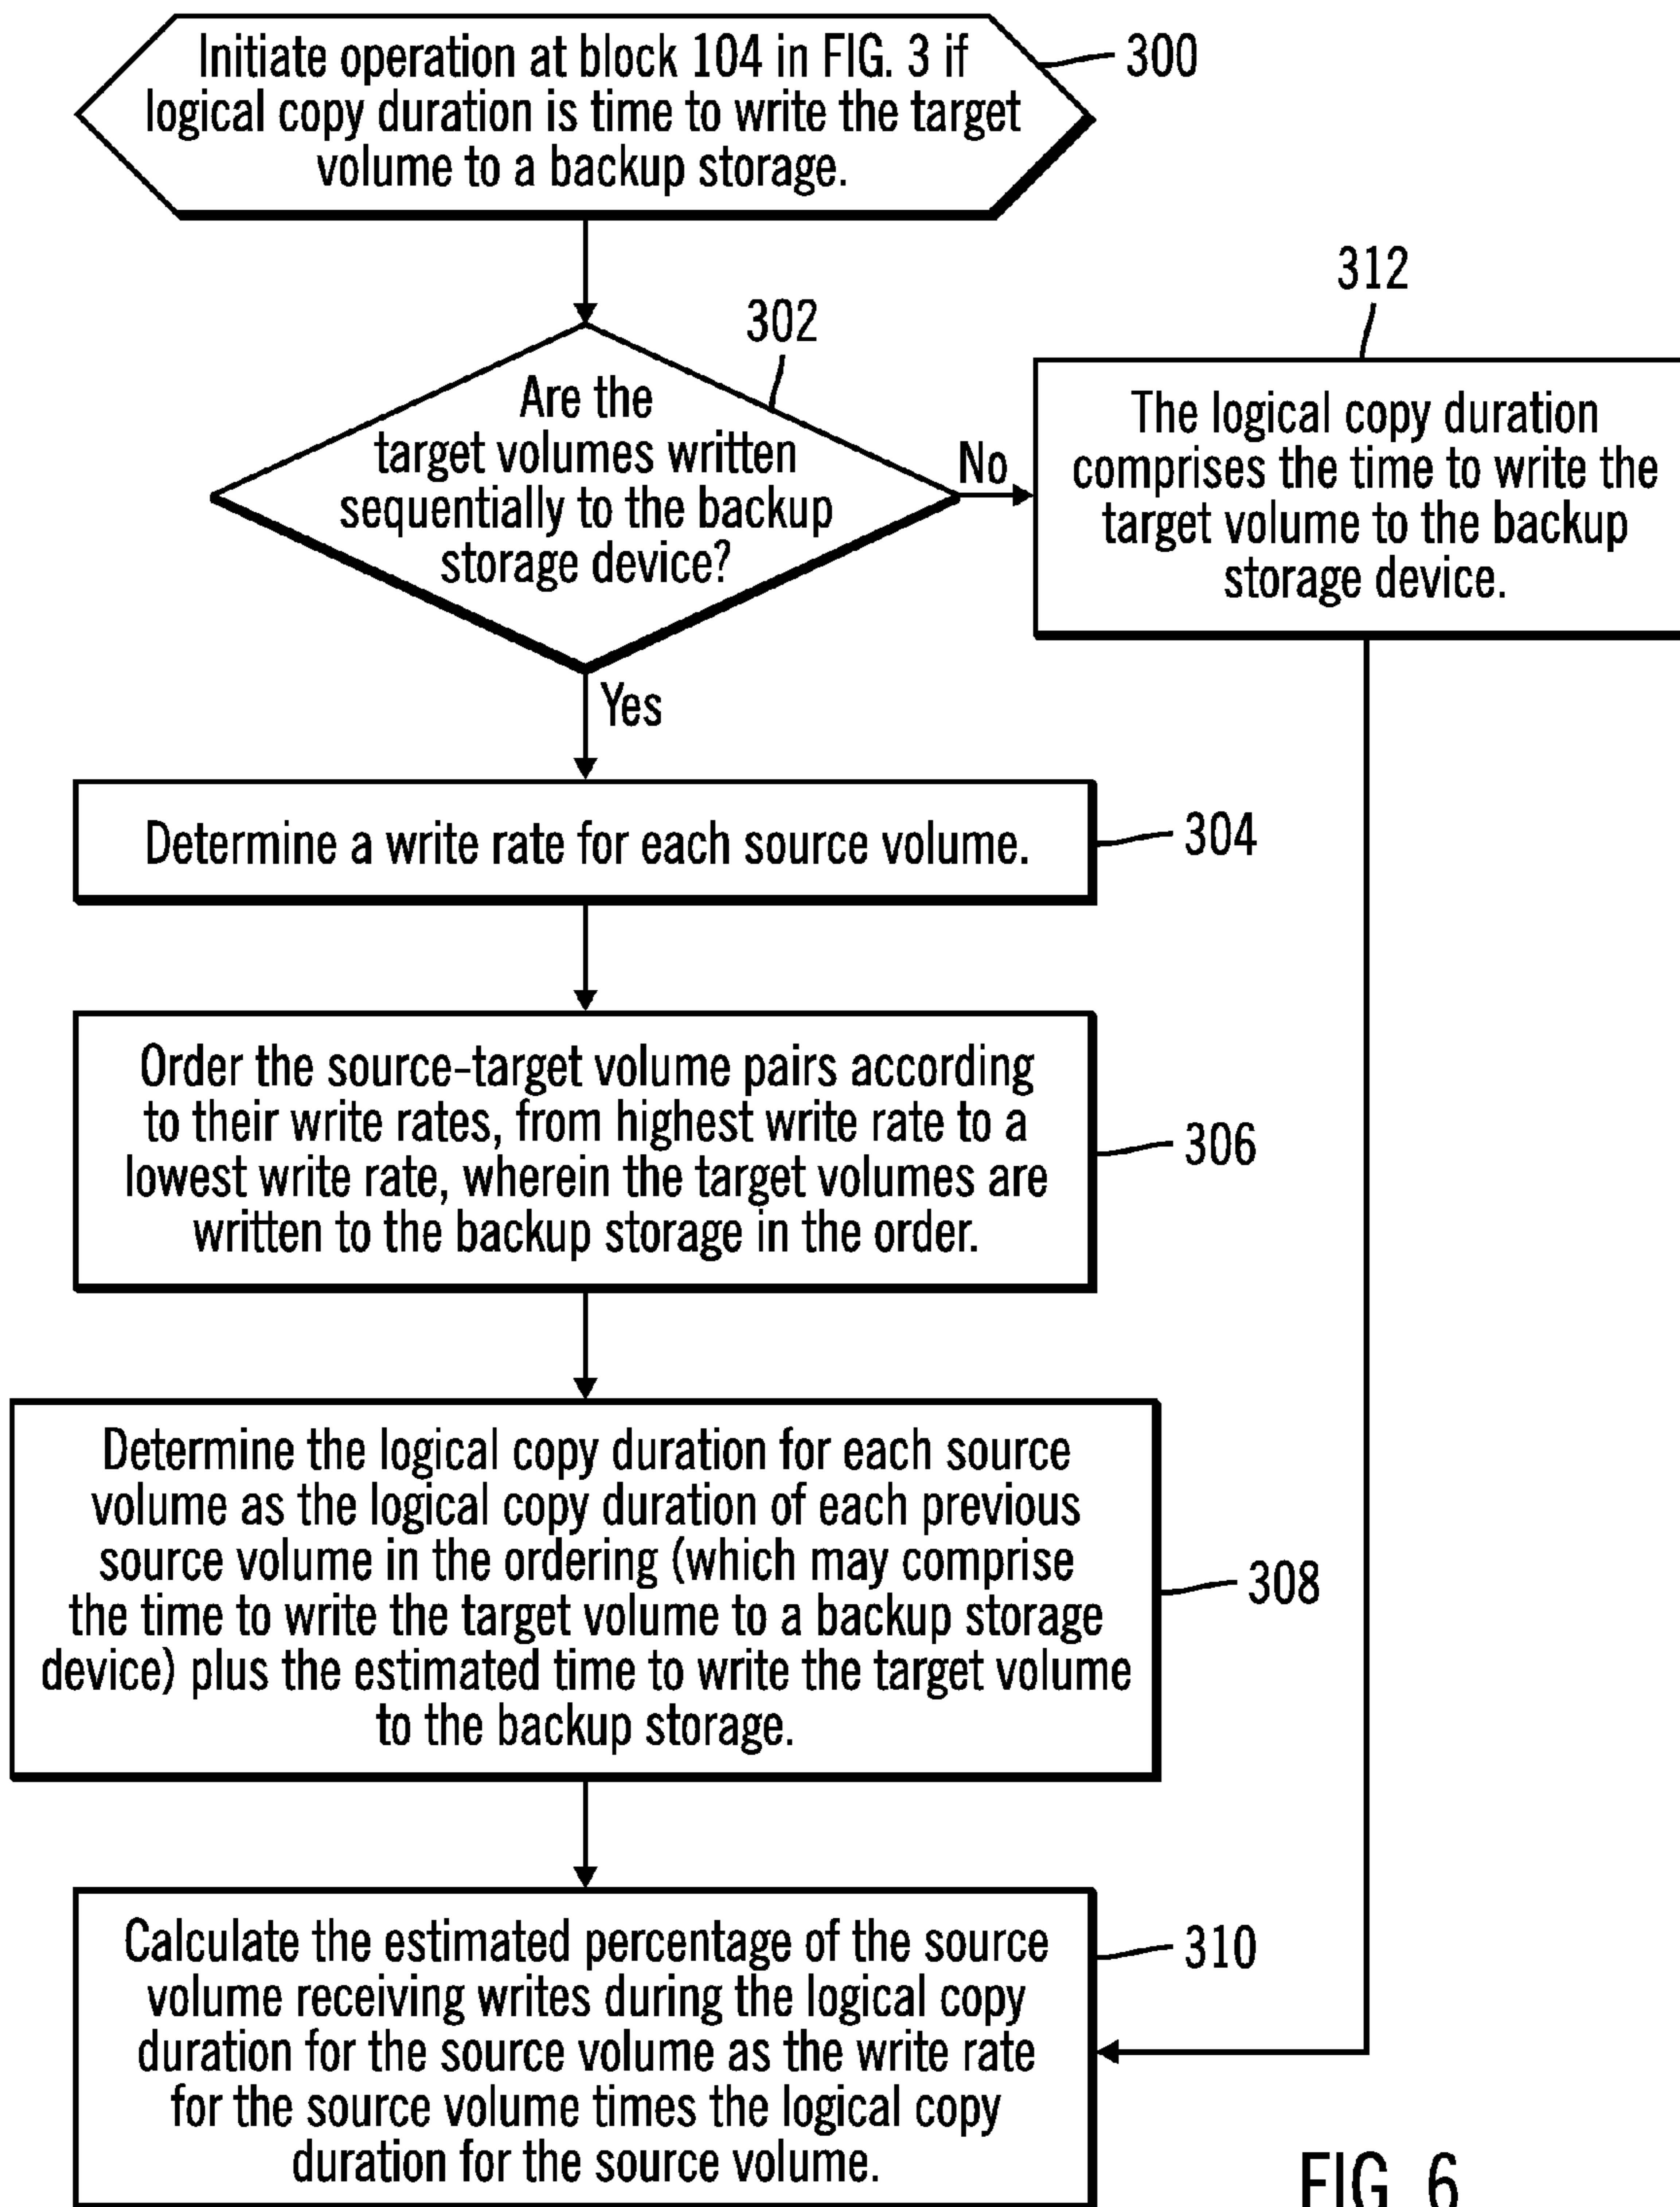 Initiate operation at block 104 in FIG. 3 if
logical copy duration is time to write the target
volume to a backup storage.
300
302
Are the
target volumes written
sequentially to the backup
storage device?
No
312
The logical copy duration
comprises the time to write the
target volume to the backup
storage device.
Yes
Determine a write rate for each source volume.
304
Order the source-target volume pairs according
to their write rates, from highest write rate to a
lowest write rate, wherein the target volumes are
written to the backup storage in the order.
306
Determine the logical copy duration for each source
volume as the logical copy duration of each previous
source volume in the ordering (which may comprise
the time to write the target volume to a backup storage
device) plus the estimated time to write the target volume
to the backup storage.
308
Calculate the estimated percentage of the source
volume receiving writes during the logical copy
duration for the source volume as the write rate
for the source volume times the logical copy
duration for the source volume.
310
FIG. 6